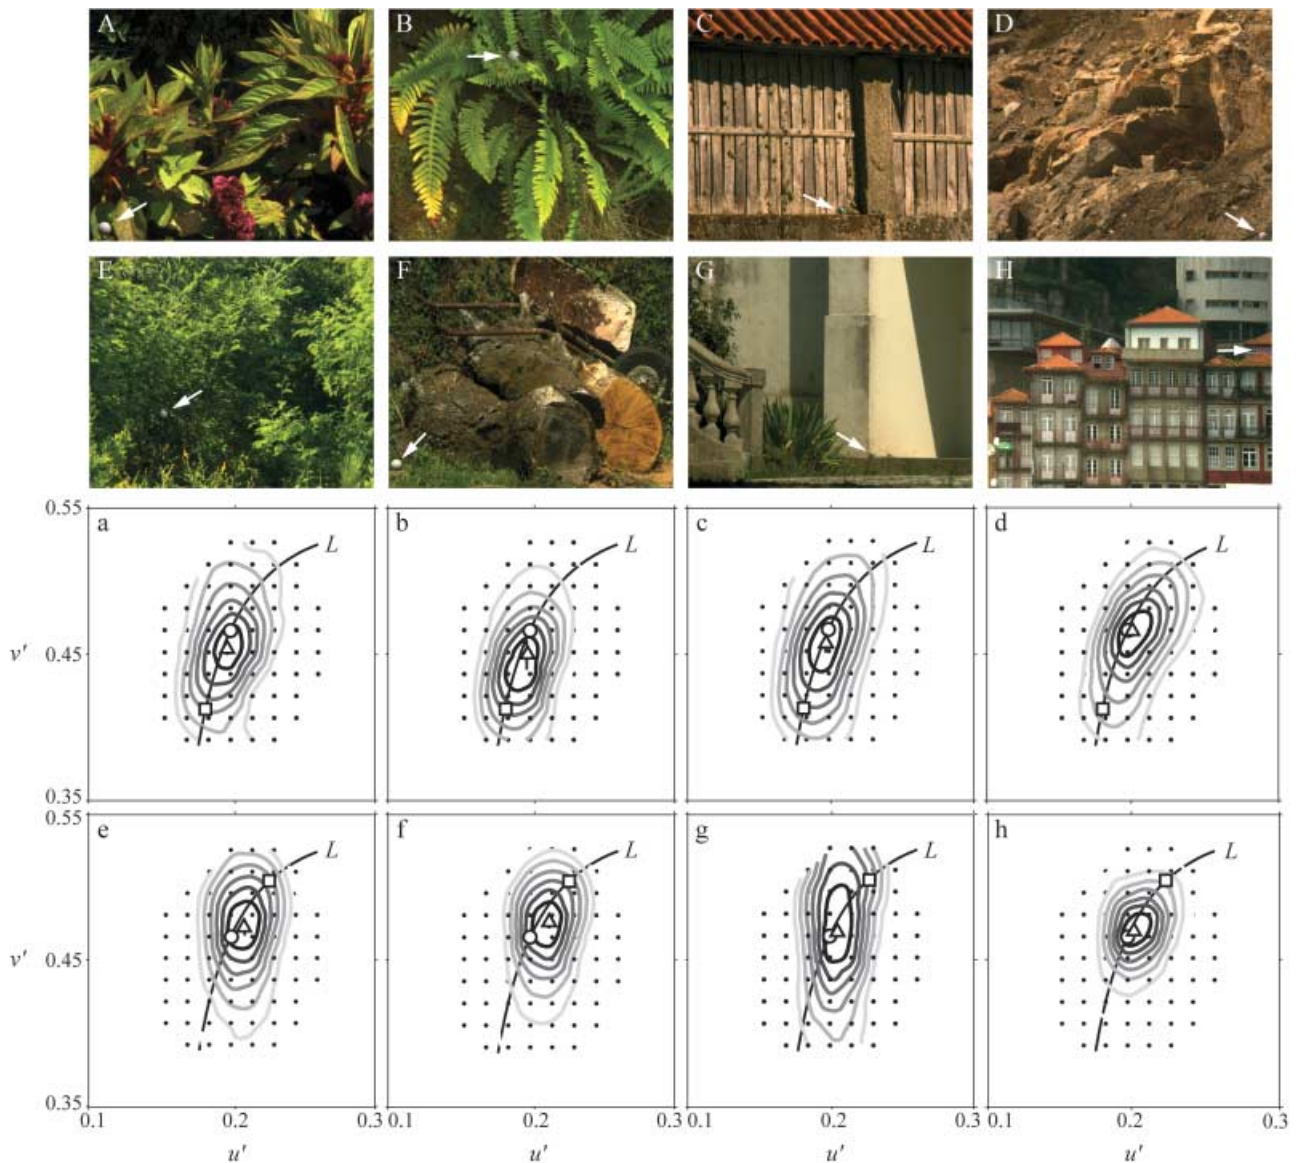 A B C D
E F G H
0.55 a L b L c L d L
v′ 0.45
0.35
0.55 e L f L g L h L
v′ 0.45
0.35
0.1 0.2 0.3 0.1 0.2 0.3 0.1 0.2 0.3 0.1 0.2 0.3
u′ u′ u′ u′